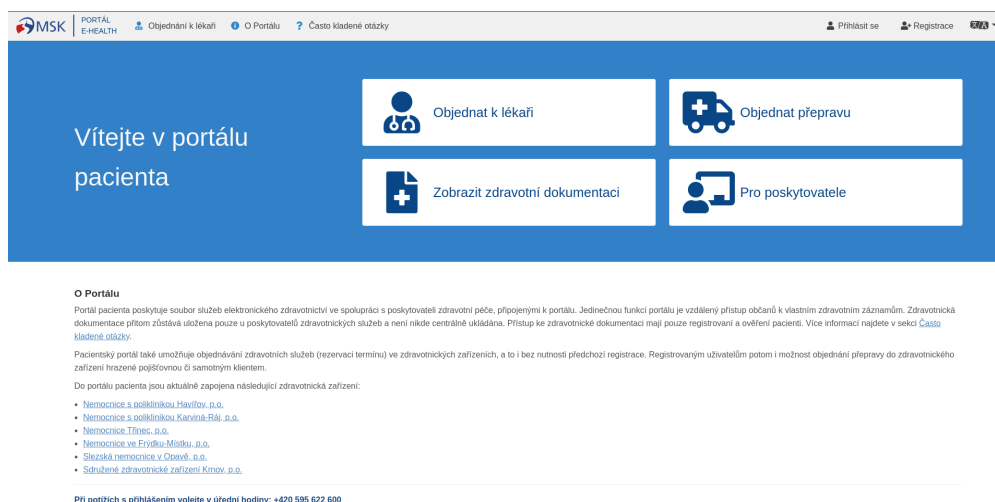 MSK
PORTÁL
E-HEALTH
Objednání k lékaři
O Portálu
Často kladené otázky
Přihlásit se
Registrace
Vítejte v portálu
pacienta
Objednat k lékaři
Objednat přepravu
Zobrazit zdravotní dokumentaci
Pro poskytovatele
O Portálu
Portál pacienta poskytuje soubor služeb elektronického zdravotnictví ve spolupráci s poskytovateli zdravotní péče, připojenými k portálu. Jedinečnou funkcí portálu je vzdálený přístup občanů k vlastním zdravotním záznamům. Zdravotnická
dokumentace přitom zůstává uložena pouze u poskytovatelů zdravotnických služeb a není nikde centrálně ukládána. Přístup ke zdravotnické dokumentaci mají pouze registrovaní a ověření pacienti. Více informací najdete v sekci Často
kladené otázky.
Pacientský portál také umožňuje objednávání zdravotních služeb (rezervaci termínu) ve zdravotnických zařízeních, a to i bez nutnosti předchozí registrace. Registrovaným uživatelům potom i možnost objednání přepravy do zdravotnického
zařízení hrazené pojišťovnou či samotným klientem.
Do portálu pacienta jsou aktuálně zapojena následující zdravotnická zařízení:
• Nemocnice s poliklinikou Havířov, p.o.
• Nemocnice s poliklinikou Karviná-Ráj, p.o.
• Nemocnice Třinec, p.o.
• Nemocnice ve Frýdku-Místku, p.o.
• Slezská nemocnice v Opavě, p.o.
• Sdružené zdravotnické zařízení Krnov, p.o.
Při potížích s přihlášením volejte v úřední hodiny: +420 595 622 600